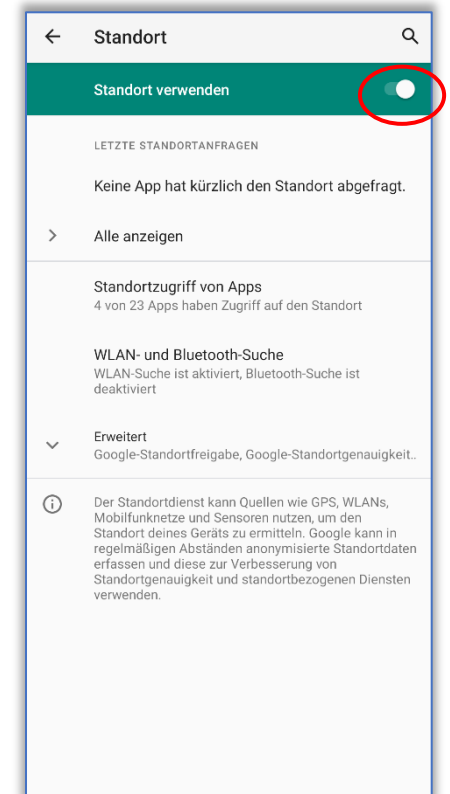 Standort
Standort verwenden
LETZTE STANDORTANFRAGEN
Keine App hat kürzlich den Standort abgefragt.
Alle anzeigen
Standortzugriff von Apps
4 von 23 Apps haben Zugriff auf den Standort
WLAN- und Bluetooth-Suche
WLAN-Suche ist aktiviert, Bluetooth-Suche ist
deaktiviert
Erweitert
Google-Standortfreigabe, Google-Standortgenauigkeit..
Der Standortdienst kann Quellen wie GPS, WLANs,
Mobilfunknetze und Sensoren nutzen, um den
Standort deines Geräts zu ermitteln. Google kann in
regelmäßigen Abständen anonymisierte Standortdaten
erfassen und diese zur Verbesserung von
Standortgenauigkeit und standortbezogenen Diensten
verwenden.